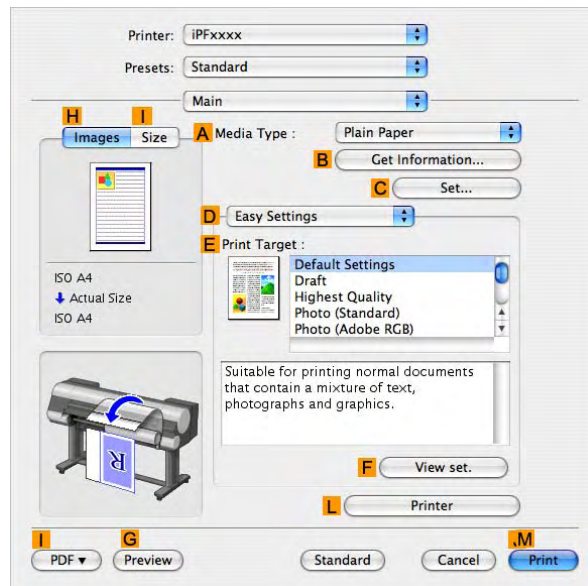 Printer: iPFxxxx
Presets: Standard
Main
H I
Images Size
A Media Type : Plain Paper
B Get Information...
C Set...
D Easy Settings
E Print Target :
Default Settings
Draft
Highest Quality
Photo (Standard)
Photo (Adobe RGB)
ISO A4
Actual Size
ISO A4
Suitable for printing normal documents
that contain a mixture of text,
photographs and graphics.
R
F View set.
L Printer
I G .M
PDF Preview Standard Cancel Print